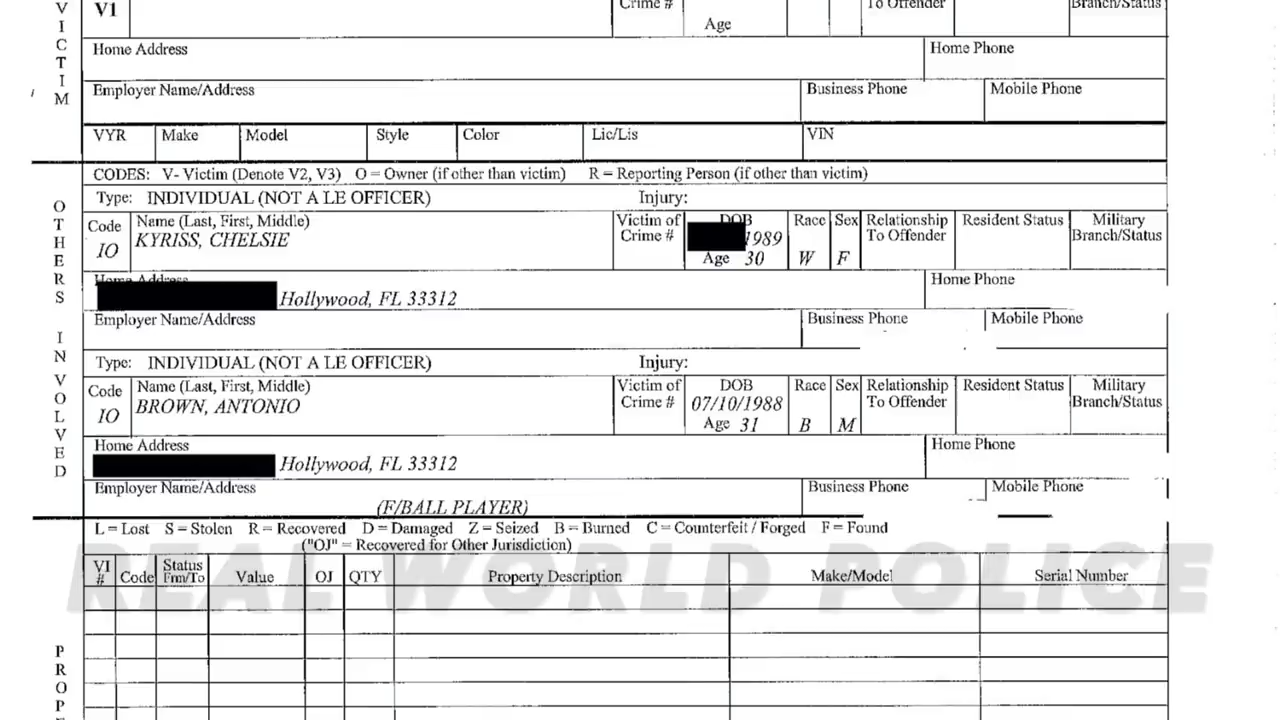 V1
Crime #
Age
To Offender
Branch/Status
V I C T I M
Home Address
Home Phone
Employer Name/Address
Business Phone
Mobile Phone
VYR Make Model Style Color Lic/Lis VIN
CODES: V- Victim (Denote V2, V3) O = Owner (if other than victim) R = Reporting Person (if other than victim)
O T H E R S I N V O L V E D
Type: INDIVIDUAL (NOT A LE OFFICER) Injury:
Code Name (Last, First, Middle) Victim of DOB Race Sex Relationship Resident Status Military
IO KYRISS, CHELSIE Crime # 1989 To Offender Branch/Status
Age 30 W F
Home Address Home Phone
Hollywood, FL 33312
Employer Name/Address Business Phone Mobile Phone
Type: INDIVIDUAL (NOT A LE OFFICER) Injury:
Code Name (Last, First, Middle) Victim of DOB Race Sex Relationship Resident Status Military
IO BROWN, ANTONIO Crime # 07/10/1988 To Offender Branch/Status
Age 31 B M
Home Address Home Phone
Hollywood, FL 33312
Employer Name/Address Business Phone Mobile Phone
(F/BALL PLAYER)
L = Lost S = Stolen R = Recovered D = Damaged Z = Seized B = Burned C = Counterfeit / Forged F = Found
("OJ" = Recovered for Other Jurisdiction)
VI # Code Status Frm/To Value OJ QTY Property Description Make/Model Serial Number
REAL WORLD POLICE
P R O P